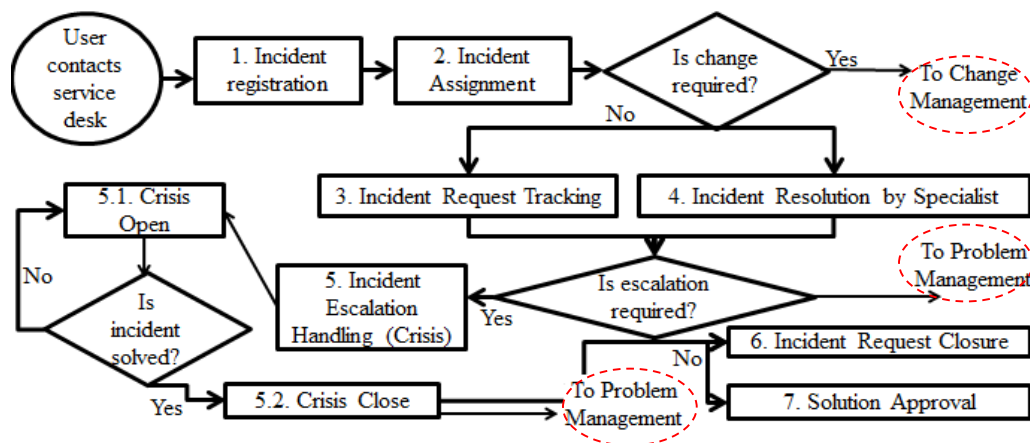 User
contacts
service
desk
1. Incident
registration
2. Incident
Assignment
Is change
required?
Yes
To Change
Management
No
3. Incident Request Tracking
4. Incident Resolution by Specialist
5.1. Crisis
Open
No
Is
incident
solved?
Yes
5. Incident
Escalation
Handling (Crisis)
Yes
Is escalation
required?
To Problem
Management
No
6. Incident Request Closure
7. Solution Approval
5.2. Crisis Close
To Problem
Management